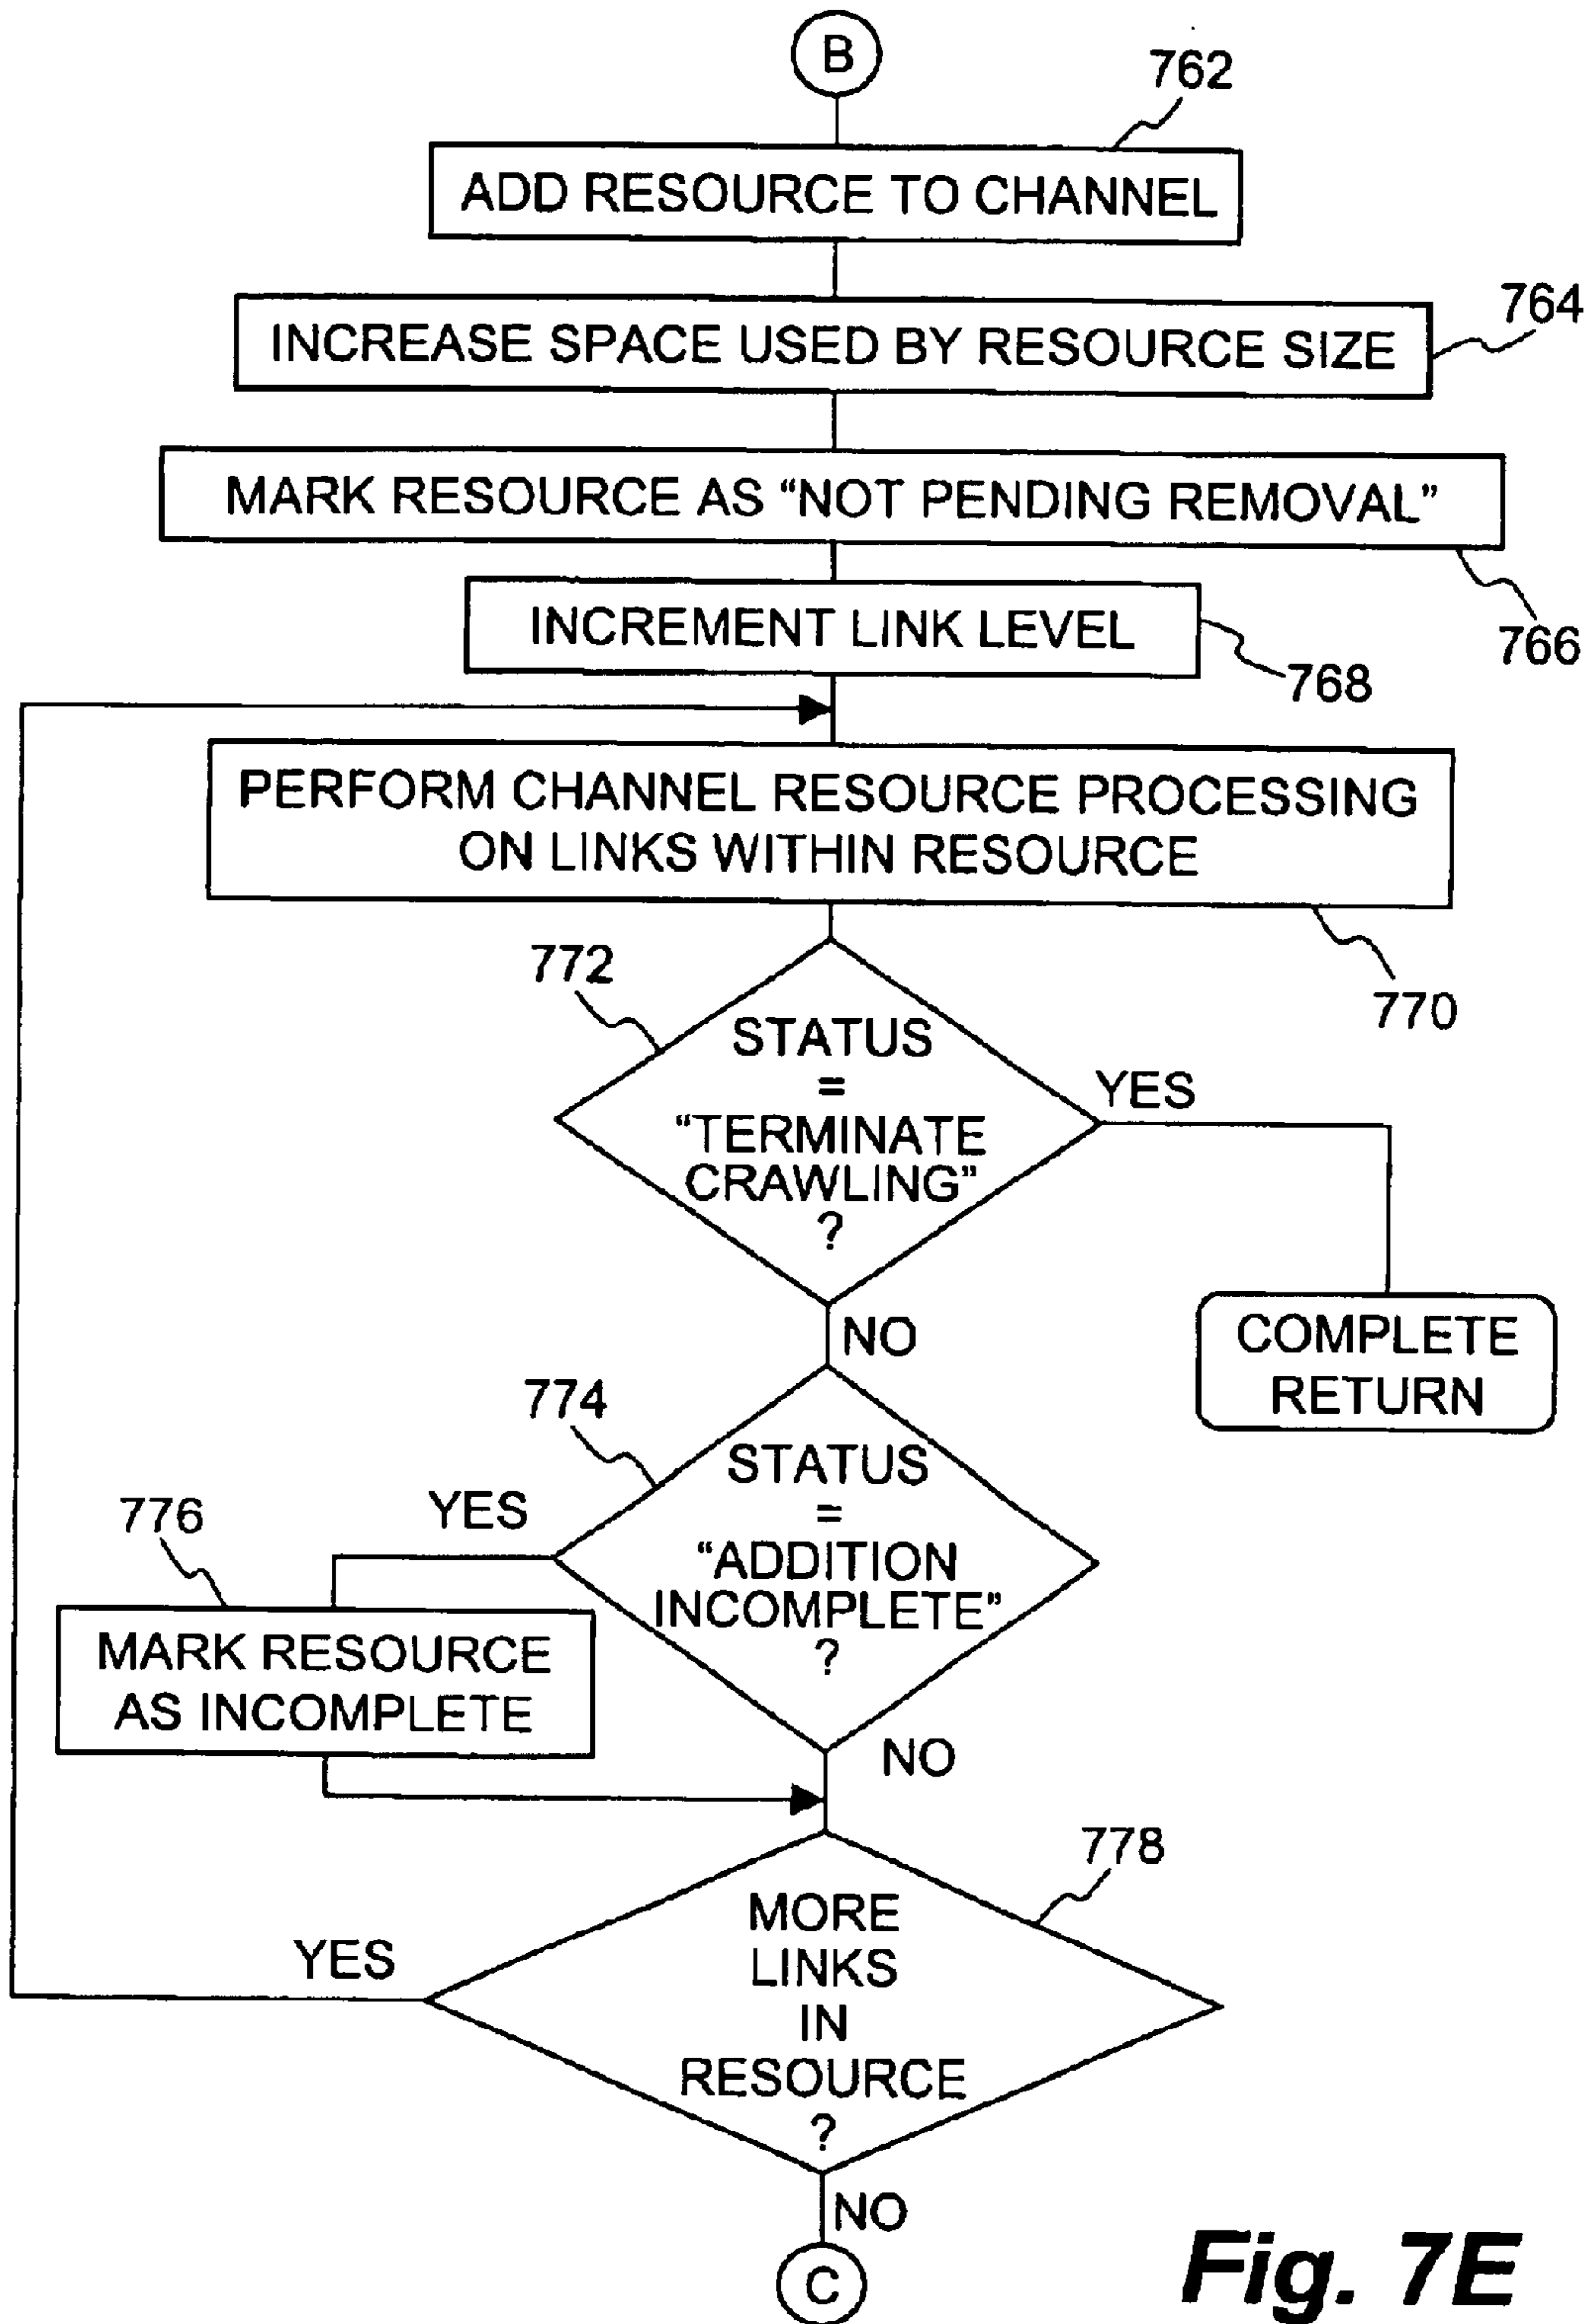 B
762
ADD RESOURCE TO CHANNEL
764
INCREASE SPACE USED BY RESOURCE SIZE
MARK RESOURCE AS “NOT PENDING REMOVAL”
766
INCREMENT LINK LEVEL
768
PERFORM CHANNEL RESOURCE PROCESSING
ON LINKS WITHIN RESOURCE
770
772
STATUS
=
“TERMINATE
CRAWLING”
?
YES
NO
COMPLETE
RETURN
774
STATUS
=
“ADDITION
INCOMPLETE”
?
YES
776
MARK RESOURCE
AS INCOMPLETE
NO
778
MORE
LINKS
IN
RESOURCE
?
YES
NO
C
Fig. 7E